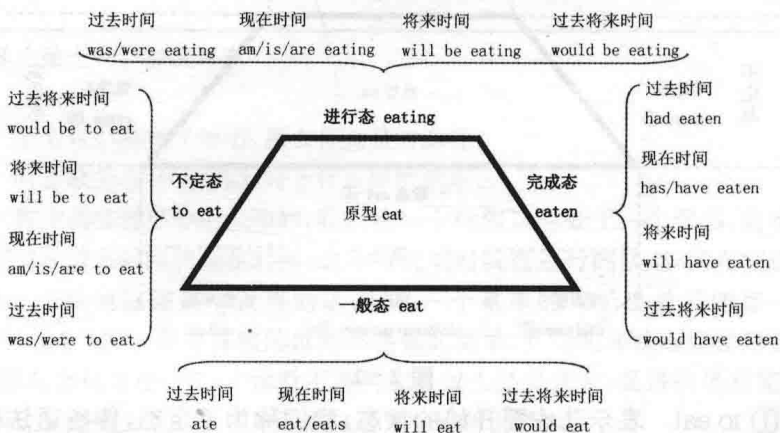 过去时间 现在时间 将来时间 过去将来时间
was/were eating am/is/are eating will be eating would be eating
过去将来时间
would be to eat
将来时间
will be to eat
现在时间
am/is/are to eat
过去时间
was/were to eat
进行态 eating
不定态
to eat
原型 eat
完成态
eaten
一般态 eat
过去时间
had eaten
现在时间
has/have eaten
将来时间
will have eaten
过去将来时间
would have eaten
过去时间 现在时间 将来时间 过去将来时间
ate eat/eats will eat would eat